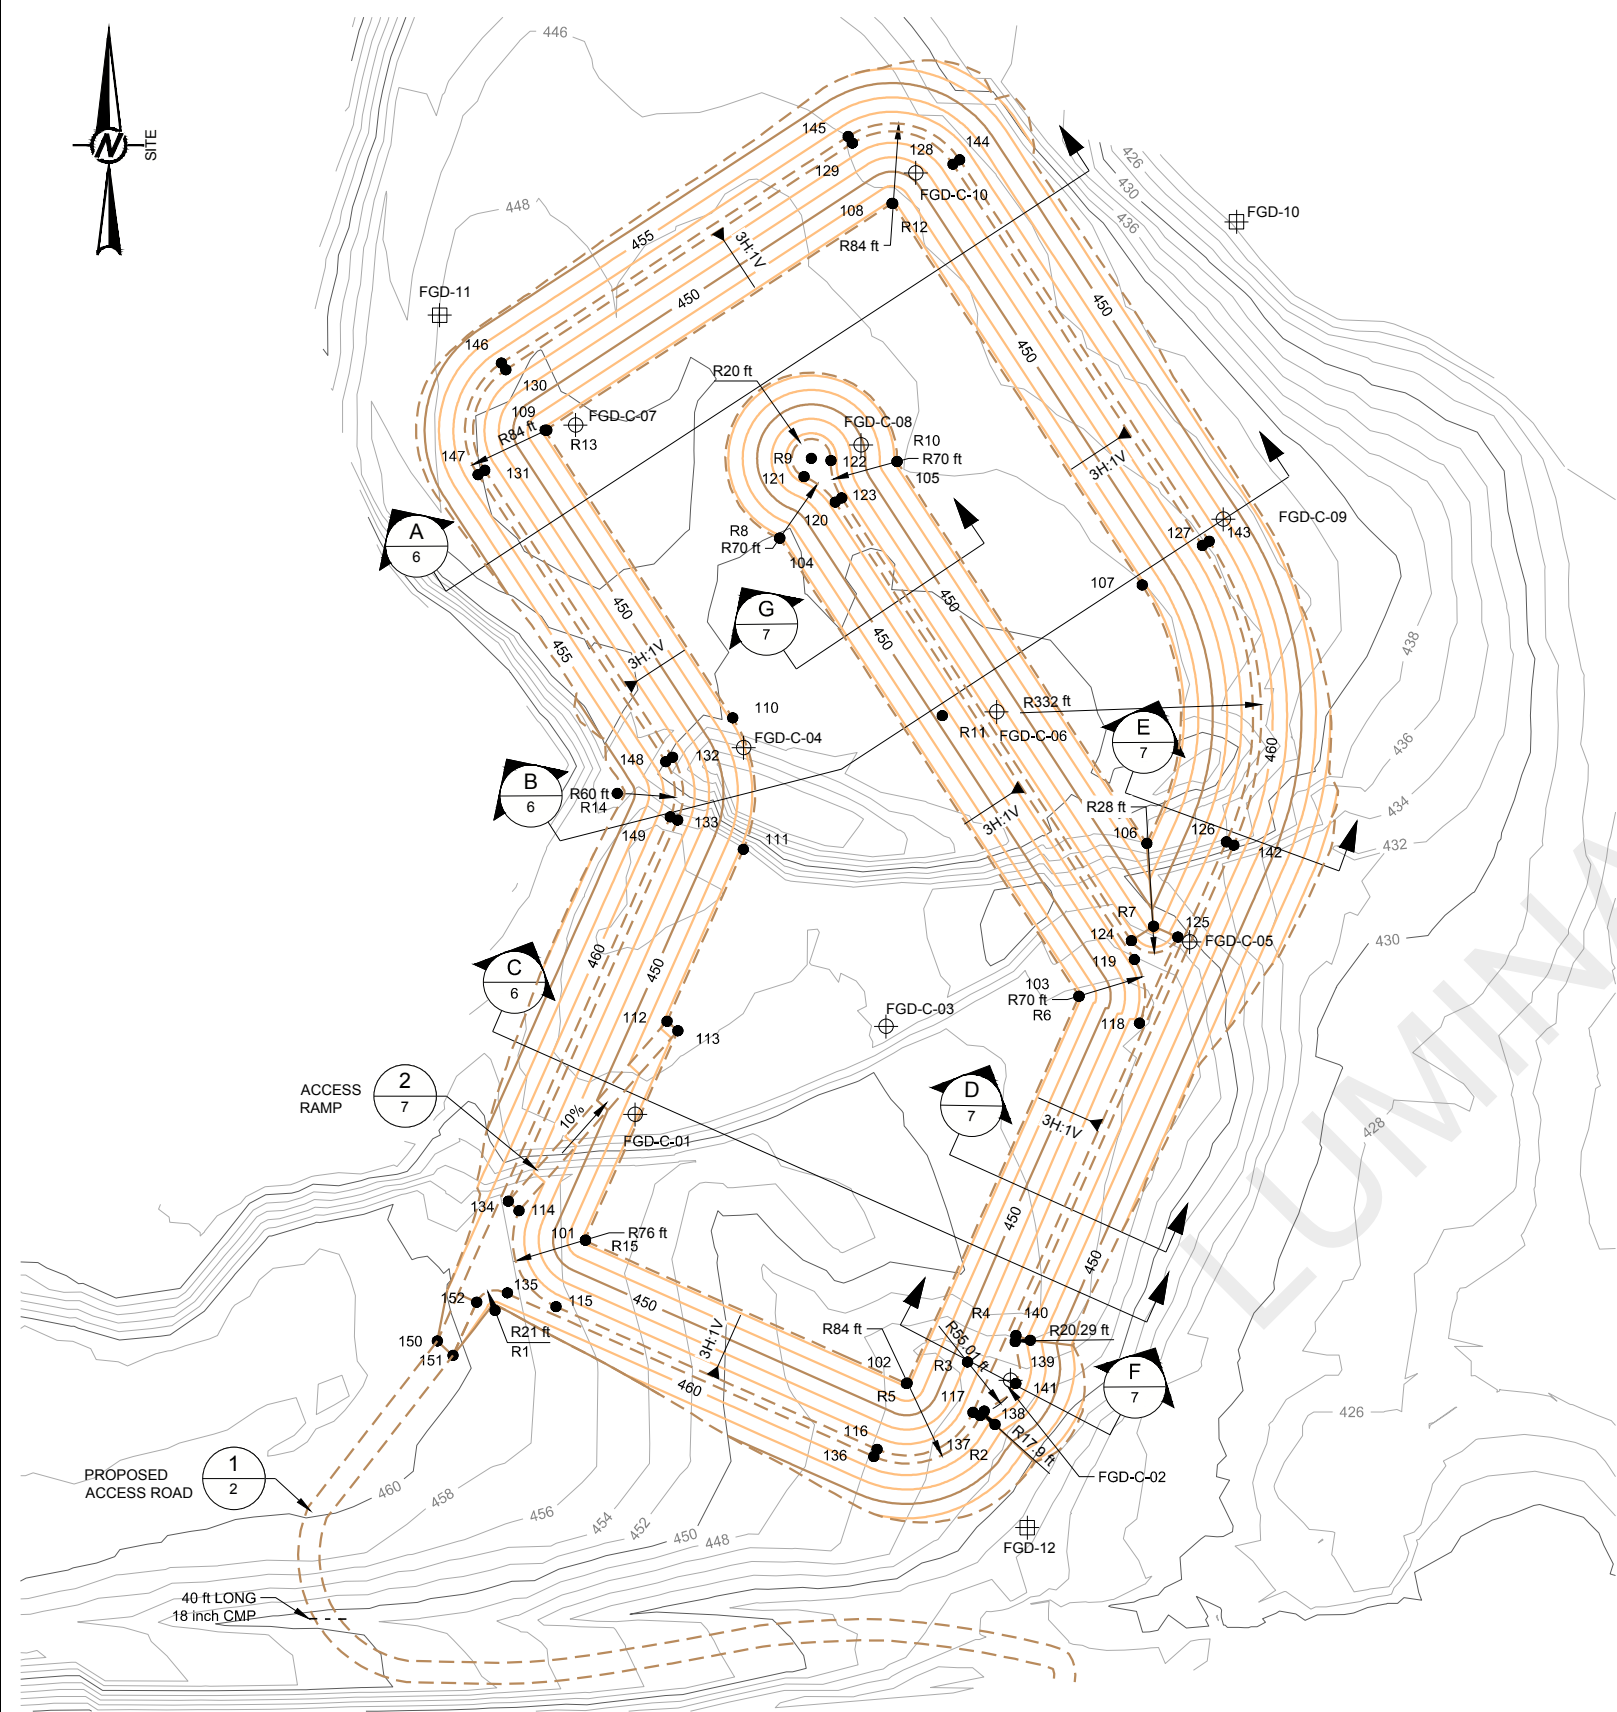 446
N
SITE
145
129
128
144
426
430
436
FGD-C-10
FGD-10
448
455
3H:1V
108
R12
R84 ft
FGD-11
450
450
450
146
130
R20 ft
109
FGD-C-07
R84 ft
R13
FGD-C-08
R10
R70 ft
R9
122
105
147
131
121
123
3H:1V
A
6
R8
R70 ft
120
104
127
143
FGD-C-09
107
G
7
450
450
450
438
455
3H:1V
110
R332 ft
R11
FGD-C-06
E
7
460
436
FGD-C-04
148
132
B
6
R60 ft
R14
3H:1V
R28 ft
434
149
133
111
106
126
142
432
R7
125
124
FGD-C-05
430
460
450
C
6
119
103
R70 ft
R6
112
113
FGD-C-03
118
ACCESS
RAMP
2
7
10%
FGD-C-01
D
7
3H:1V
428
134
114
101
R76 ft
R15
450
450
152
135
115
450
150
151
R21 ft
R1
3H:1V
R84 ft
R4
140
R20.29 ft
102
R3
R55.01 ft
139
460
R5
141
F
7
117
138
426
116
136
137
R2
R17.9 ft
FGD-C-02
PROPOSED
ACCESS ROAD
1
2
460
458
456
454
452
450
448
FGD-12
40 ft LONG
18 inch CMP
LUMINA